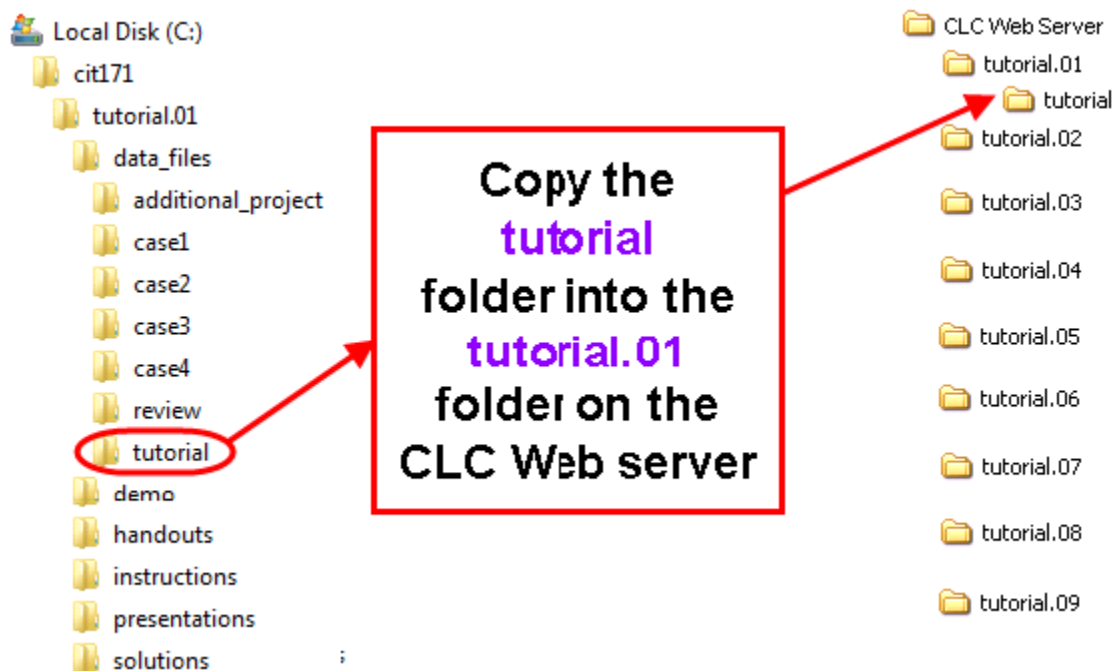 Local Disk (C:)
cit171
tutorial.01
data_files
additional_project
case1
case2
case3
case4
review
tutorial
demo
handouts
instructions
presentations
solutions
;
Copy the
tutorial
folder into the
tutorial.01
folder on the
CLC Web server
CLC Web Server
tutorial.01
tutorial
tutorial.02
tutorial.03
tutorial.04
tutorial.05
tutorial.06
tutorial.07
tutorial.08
tutorial.09